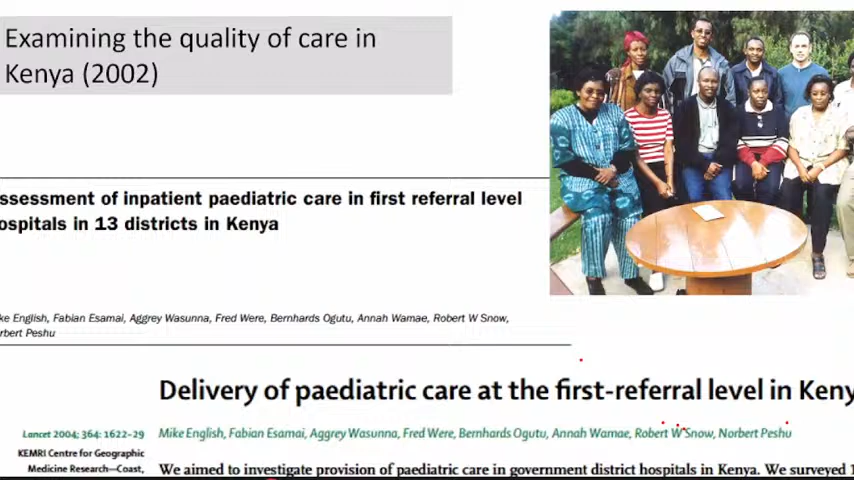 Examining the quality of care in
Kenya (2002)
ssessment of inpatient paediatric care in first referral level
ospitals in 13 districts in Kenya
ke English, Fabian Esamai, Aggrey Wasunna, Fred Were, Bernhards Ogutu, Annah Wamae, Robert W Snow,
rbert Peshu
Delivery of paediatric care at the first-referral level in Keny
Lancet 2004; 364: 1622–29
Mike English, Fabian Esamai, Aggrey Wasunna, Fred Were, Bernhards Ogutu, Annah Wamae, Robert W Snow, Norbert Peshu
KEMRI Centre for Geographic
Medicine Research—Coast,
We aimed to investigate provision of paediatric care in government district hospitals in Kenya. We surveyed 1